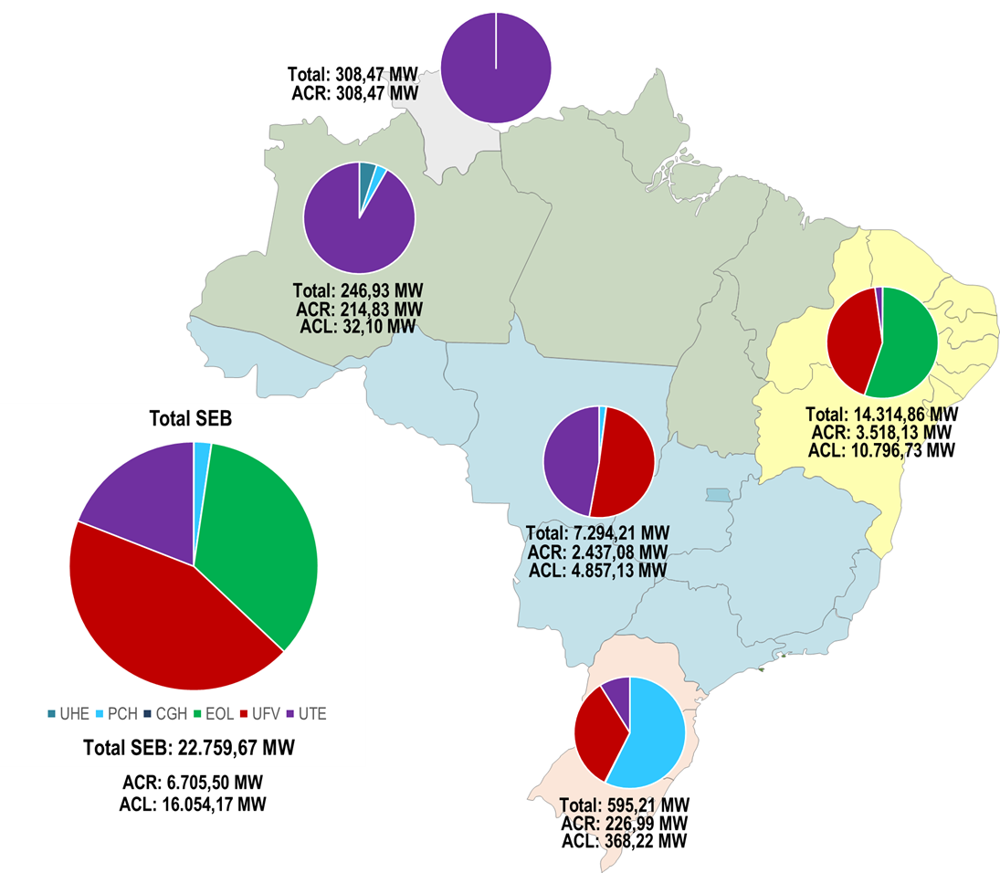 Total: 308,47 MW
ACR: 308,47 MW
Total: 246,93 MW
ACR: 214,83 MW
ACL: 32,10 MW
Total: 14.314,86 MW
ACR: 3.518,13 MW
ACL: 10.796,73 MW
Total SEB
Total: 7.294,21 MW
ACR: 2.437,08 MW
ACL: 4.857,13 MW
UHE PCH CGH EOL UFV UTE
Total SEB: 22.759,67 MW
ACR: 6.705,50 MW
ACL: 16.054,17 MW
Total: 595,21 MW
ACR: 226,99 MW
ACL: 368,22 MW